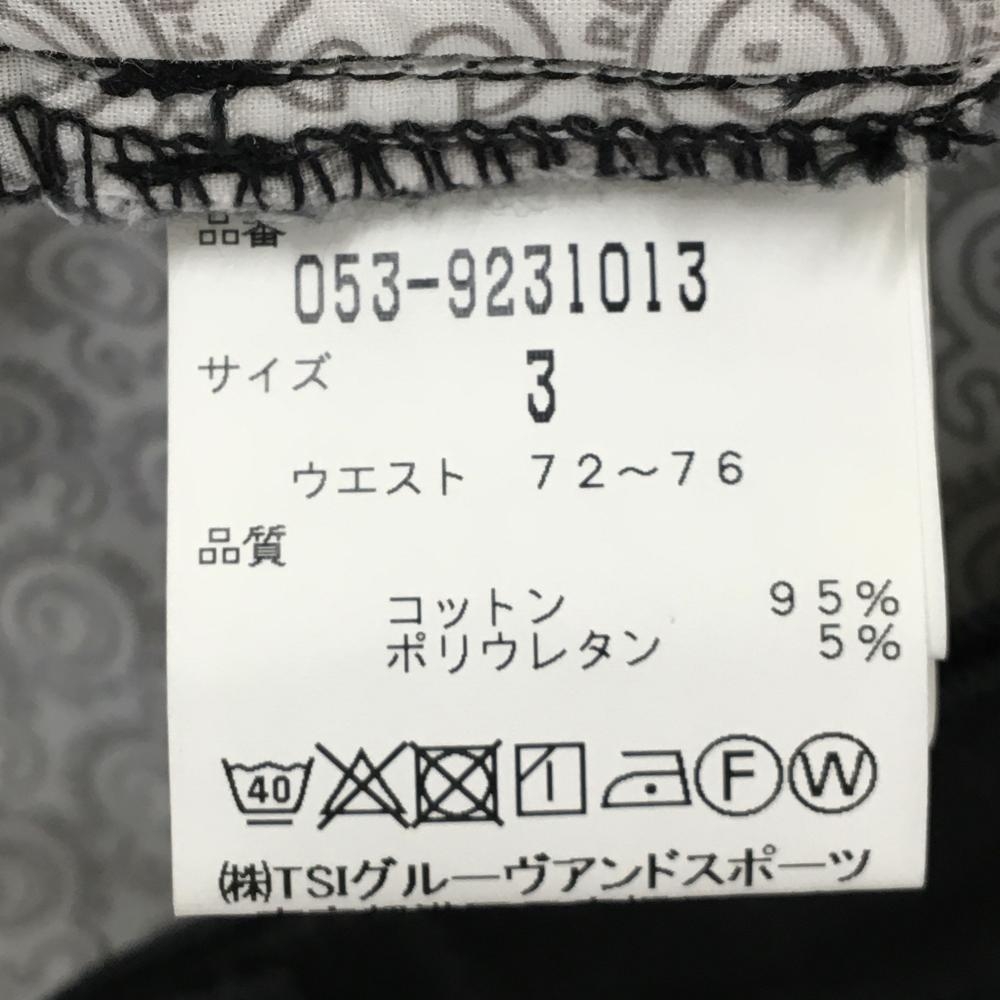 品番
053-9231013
サイズ 3
ウエスト 72～76
品質
コットン 95%
ポリウレタン 5%
40 F W
㈱TSIグルーヴアンドスポーツ